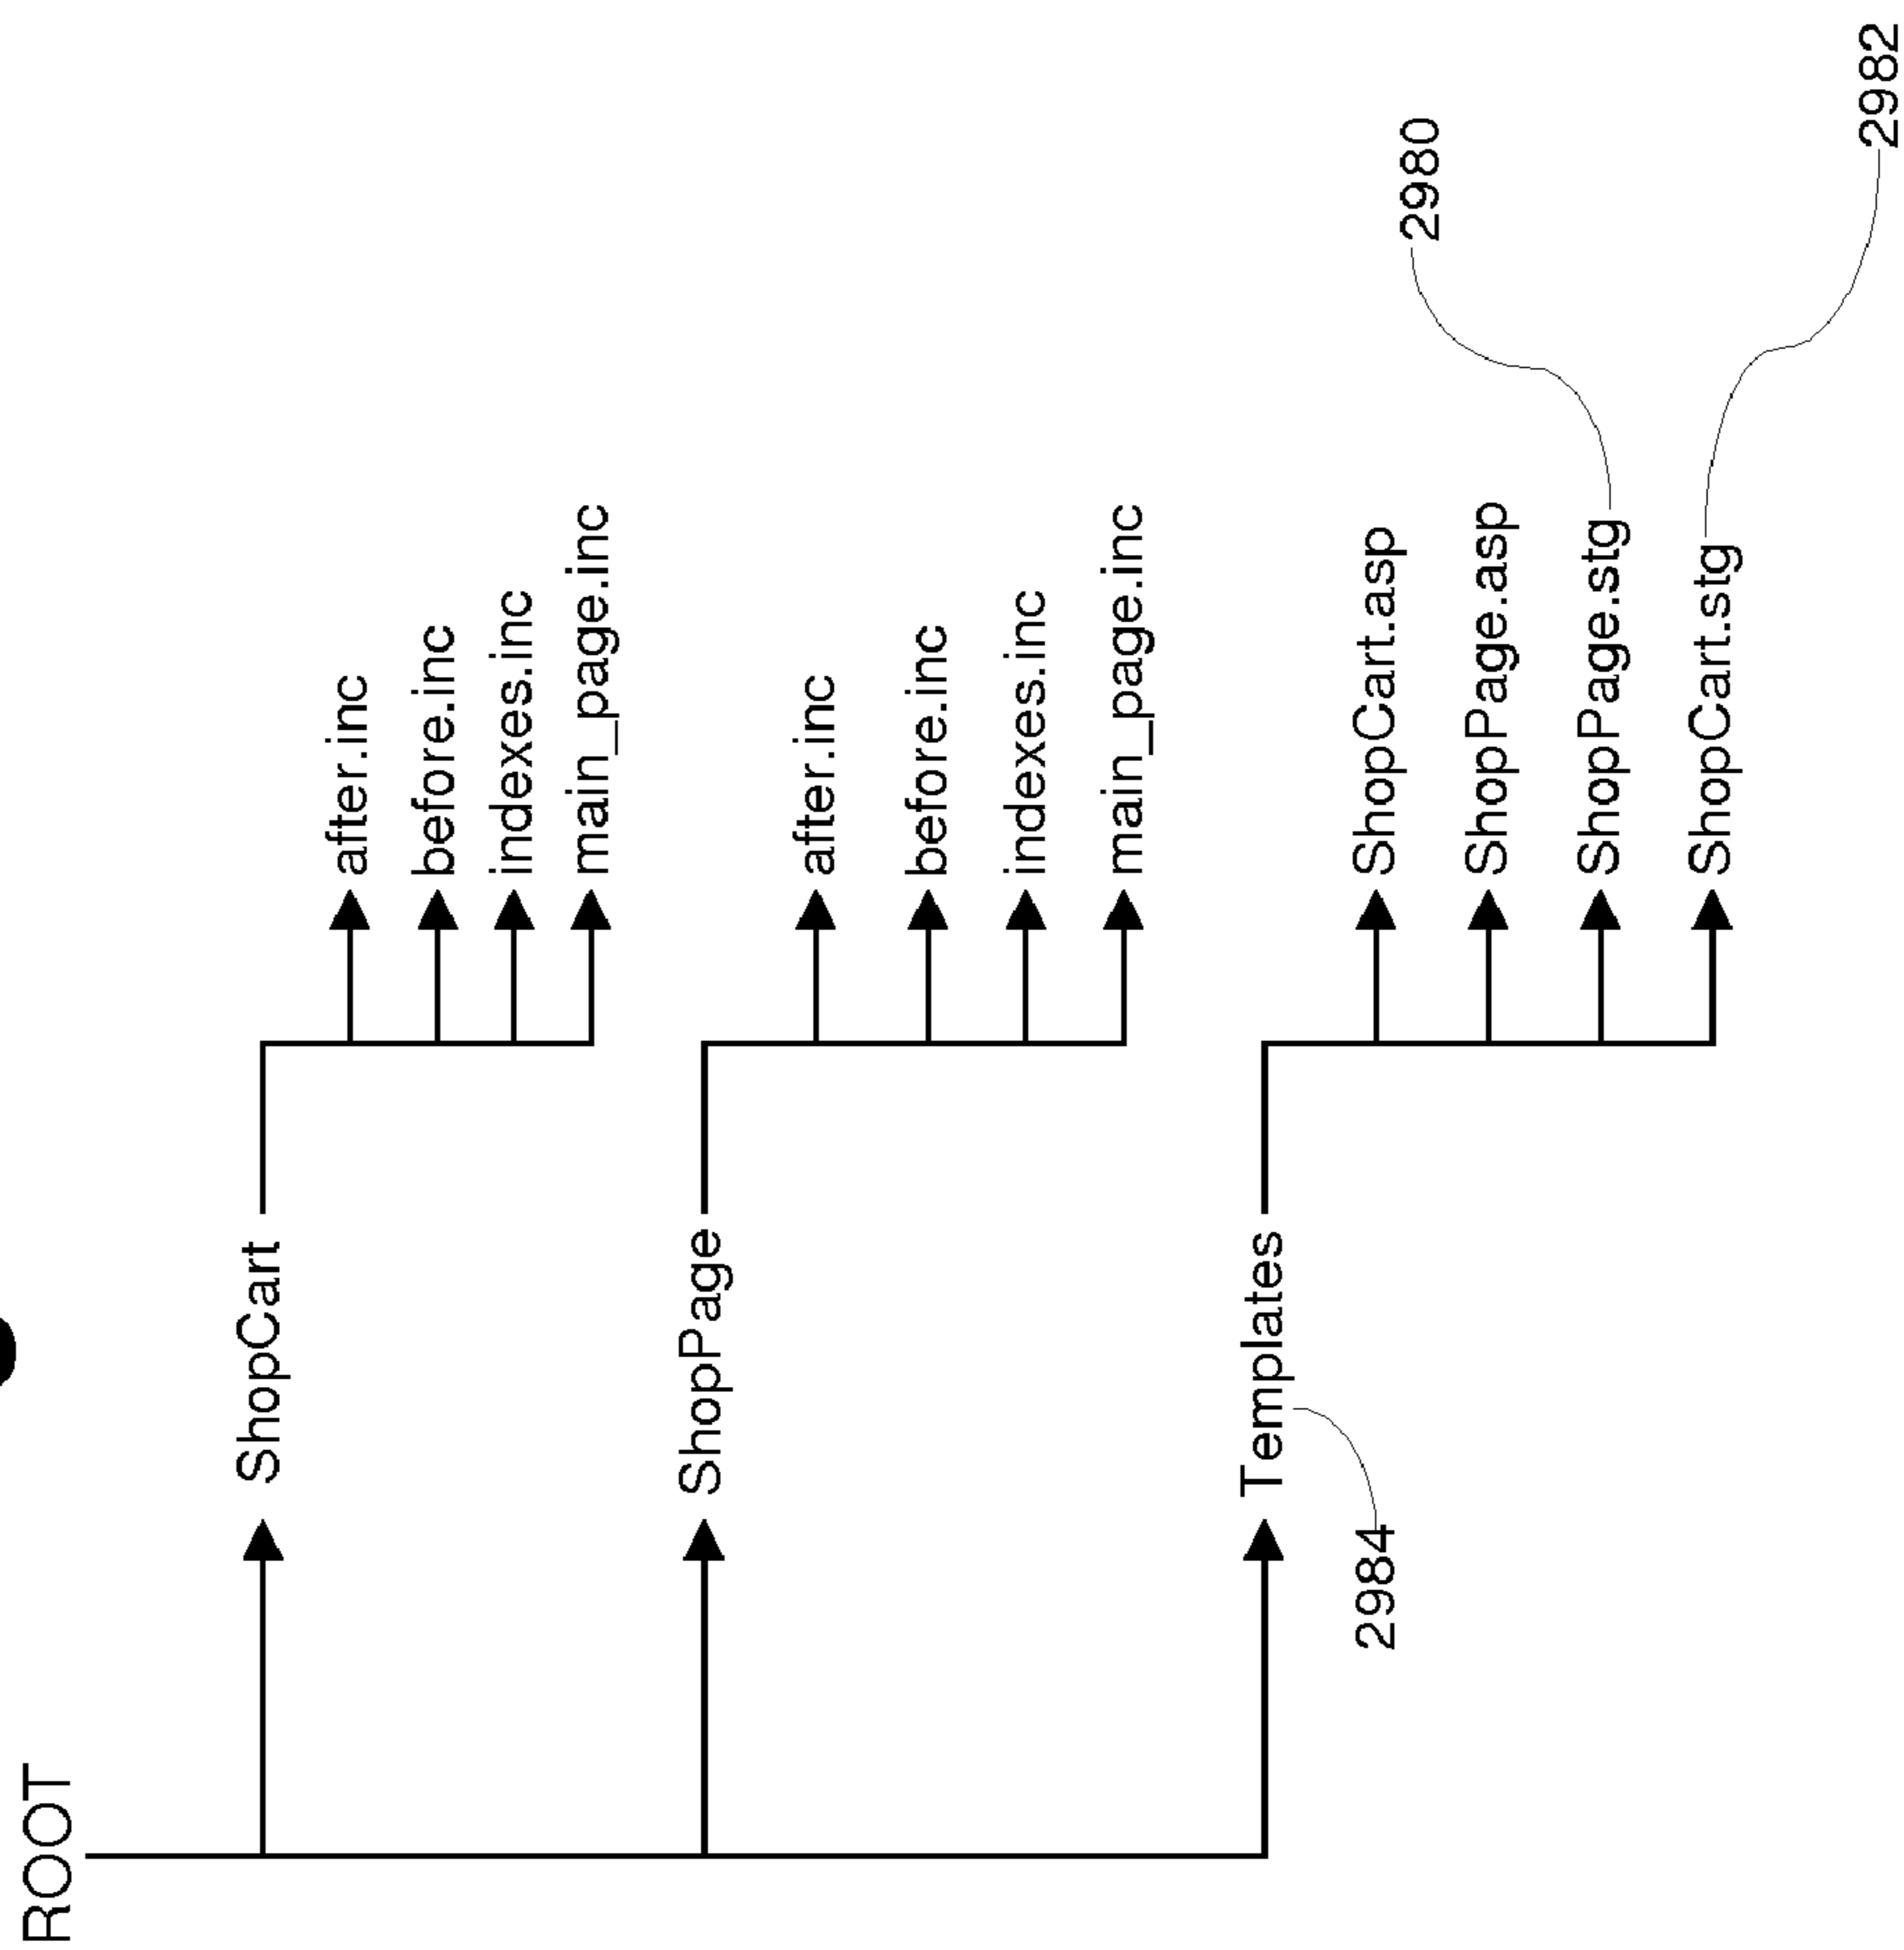 ROOT
ShopCart
after.inc
before.inc
indexes.inc
main_page.inc
ShopPage
after.inc
before.inc
indexes.inc
main_page.inc
Templates
2984
ShopCart.asp
ShopPage.asp
ShopPage.stg
2980
ShopCart.stg
2982